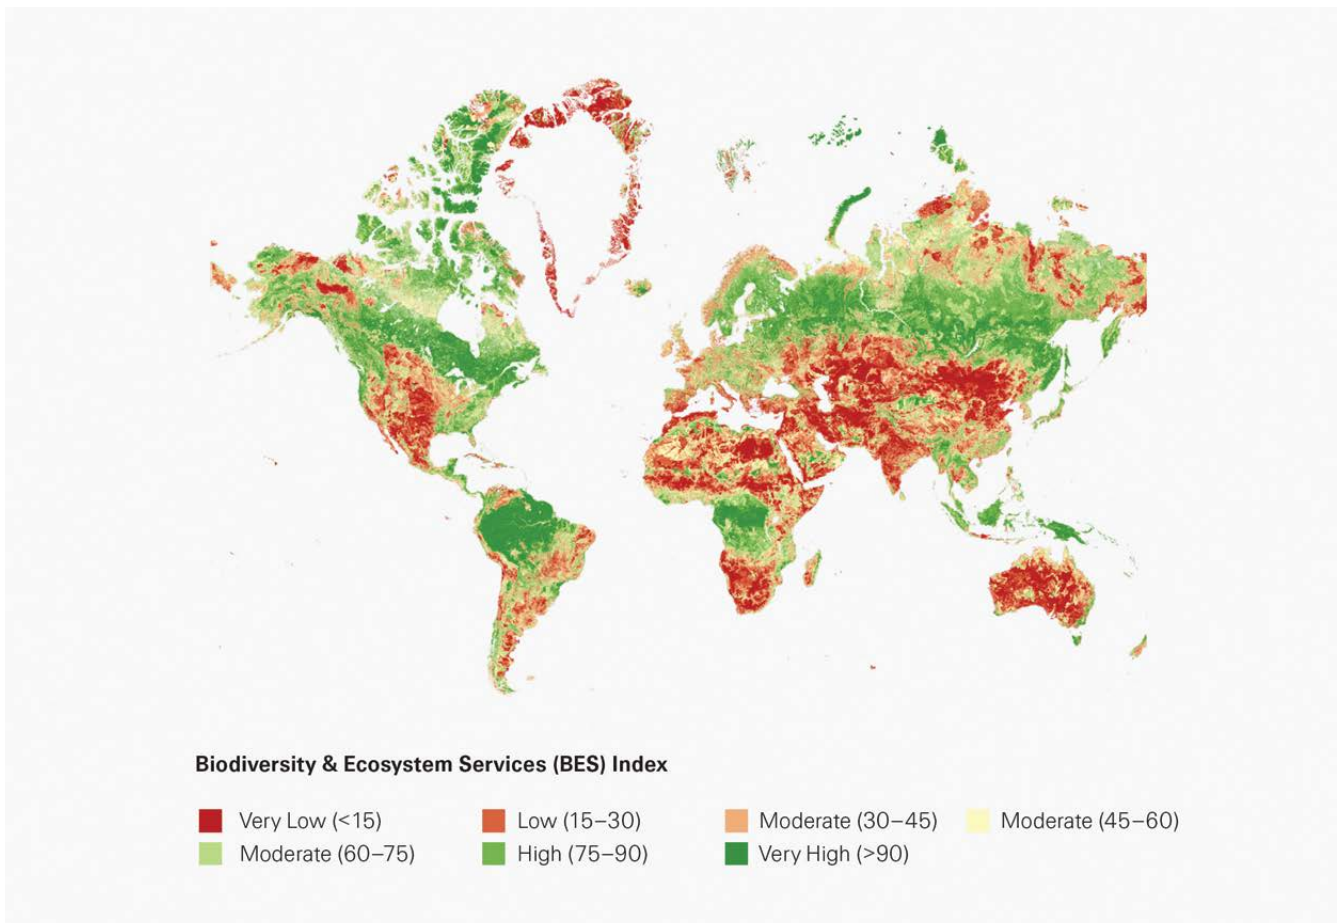 Biodiversity & Ecosystem Services (BES) Index
Very Low (<15) Low (15–30) Moderate (30–45) Moderate (45–60)
Moderate (60–75) High (75–90) Very High (>90)